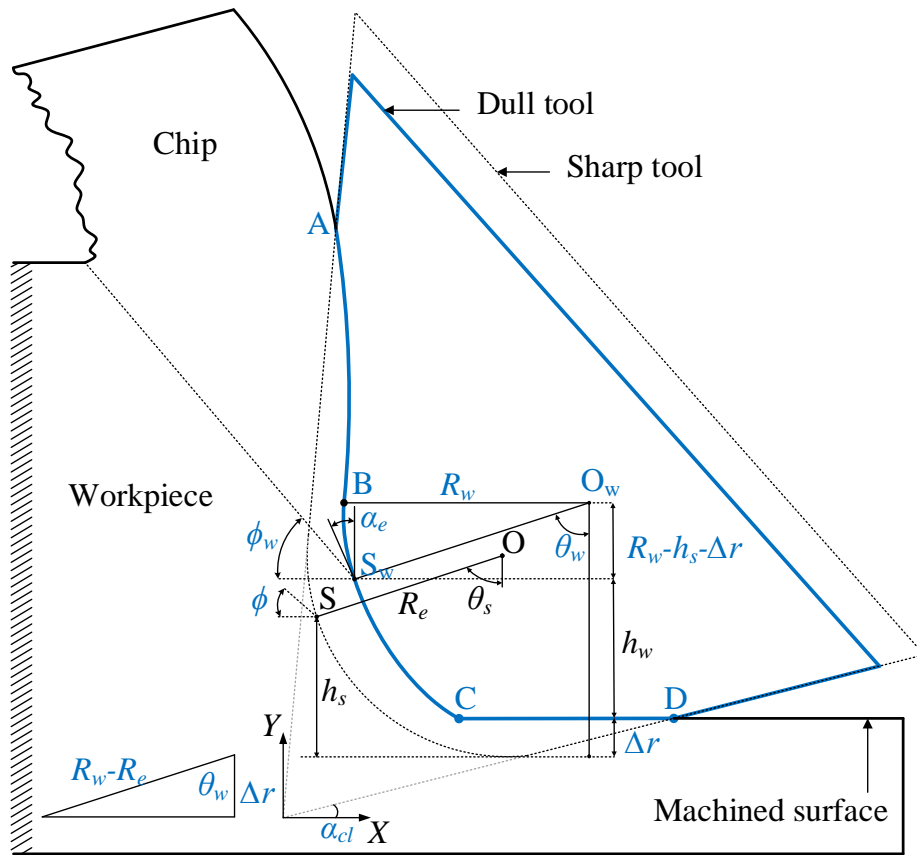 Dull tool
Chip
Sharp tool
A
B
R_w
O_w
Workpiece
α_e
O
θ_w
R_w-h_s-Δr
ϕ_w
S_w
S
ϕ
R_e
θ_s
h_w
h_s
C
D
Y
Δr
R_w-R_e
θ_w
Δr
Machined surface
α_cl
X